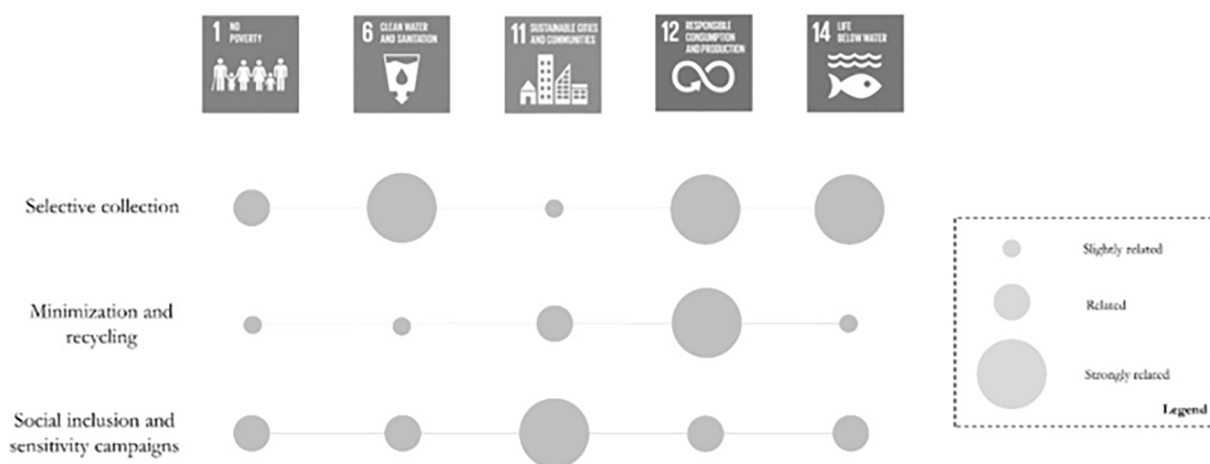 1 NO
POVERTY
6 CLEAN WATER
AND SANITATION
11 SUSTAINABLE CITIES
AND COMMUNITIES
12 RESPONSIBLE
CONSUMPTION
AND PRODUCTION
14 LIFE
BELOW WATER
Selective collection
Minimization and
recycling
Social inclusion and
sensitivity campaigns
Slightly related
Related
Strongly related
Legend